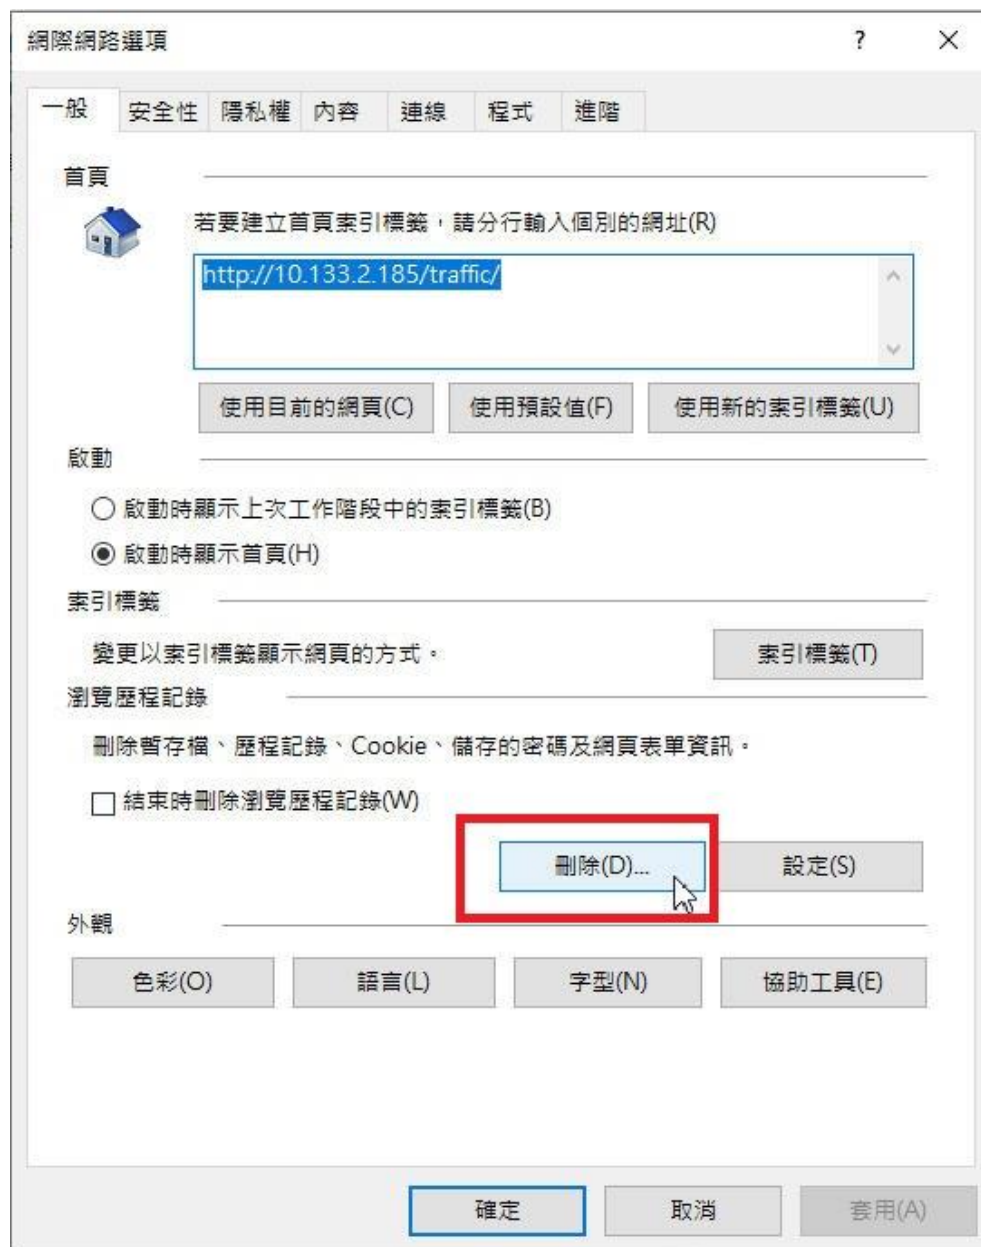 網際網路選項 ? ×
一般 安全性 隱私權 內容 連線 程式 進階
首頁
若要建立首頁索引標籤，請分行輸入個別的網址(R)
http://10.133.2.185/traffic/
使用目前的網頁(C) 使用預設值(F) 使用新的索引標籤(U)
啟動
啟動時顯示上次工作階段中的索引標籤(B)
啟動時顯示首頁(H)
索引標籤
變更以索引標籤顯示網頁的方式。 索引標籤(T)
瀏覽歷程記錄
刪除暫存檔、歷程記錄、Cookie、儲存的密碼及網頁表單資訊。
結束時刪除瀏覽歷程記錄(W)
刪除(D)... 設定(S)
外觀
色彩(O) 語言(L) 字型(N) 協助工具(E)
確定 取消 套用(A)